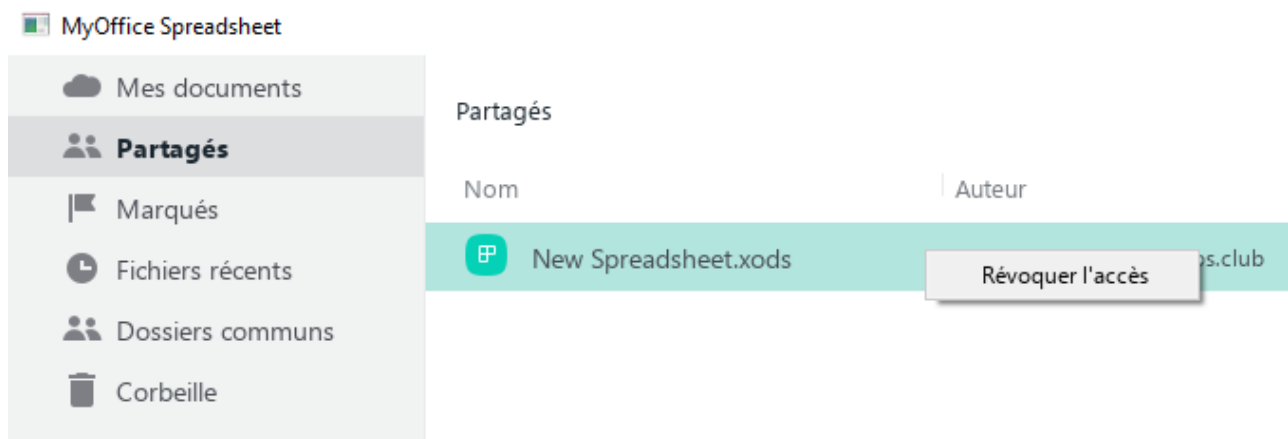 MyOffice Spreadsheet
Mes documents
Partagés
Marqués
Fichiers récents
Dossiers communs
Corbeille
Partagés
Nom Auteur
New Spreadsheet.xods
Révoquer l'accès